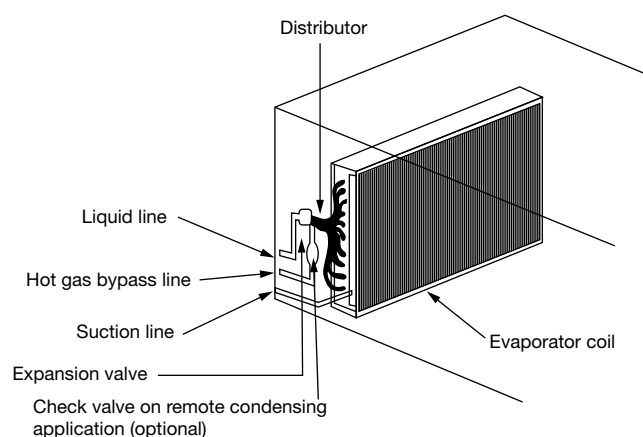 Distributor
Liquid line
Hot gas bypass line
Suction line
Expansion valve
Evaporator coil
Check valve on remote condensing
application (optional)